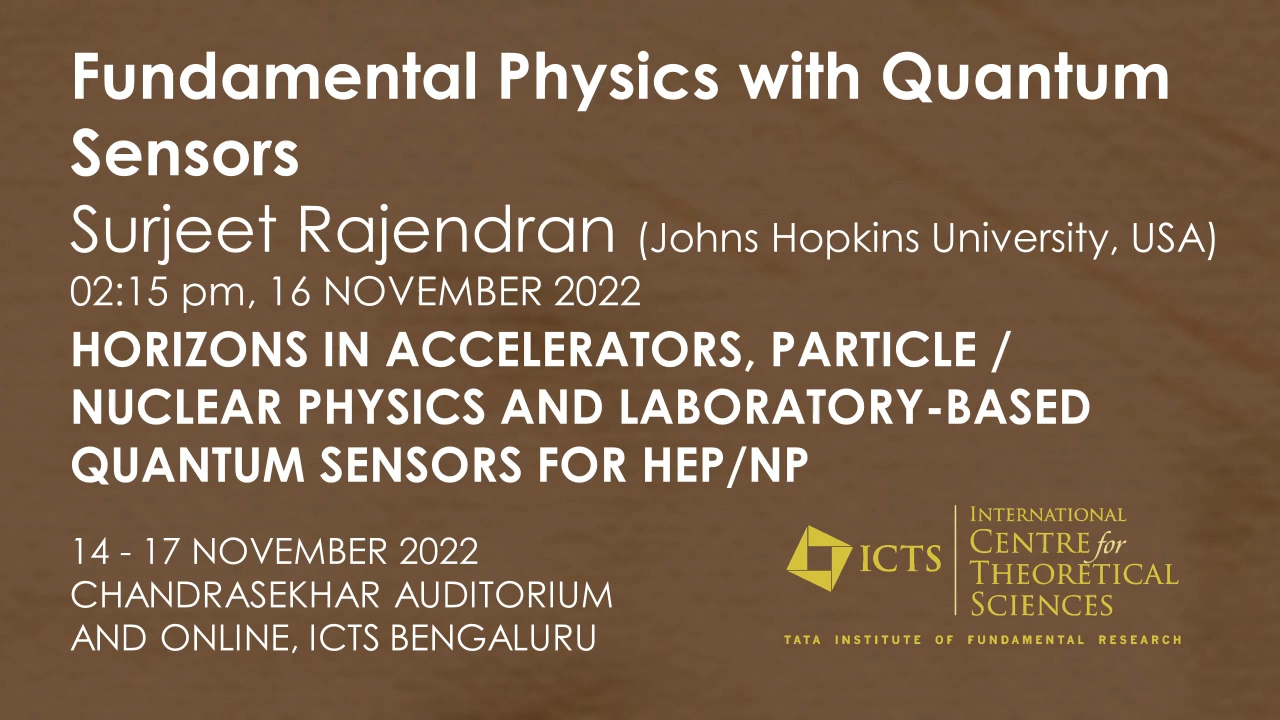 Fundamental Physics with Quantum
Sensors
Surjeet Rajendran (Johns Hopkins University, USA)
02:15 pm, 16 NOVEMBER 2022
HORIZONS IN ACCELERATORS, PARTICLE /
NUCLEAR PHYSICS AND LABORATORY-BASED
QUANTUM SENSORS FOR HEP/NP
14 - 17 NOVEMBER 2022
CHANDRASEKHAR AUDITORIUM
AND ONLINE, ICTS BENGALURU
ICTS
INTERNATIONAL
CENTRE for
THEORETICAL
SCIENCES
TATA INSTITUTE OF FUNDAMENTAL RESEARCH